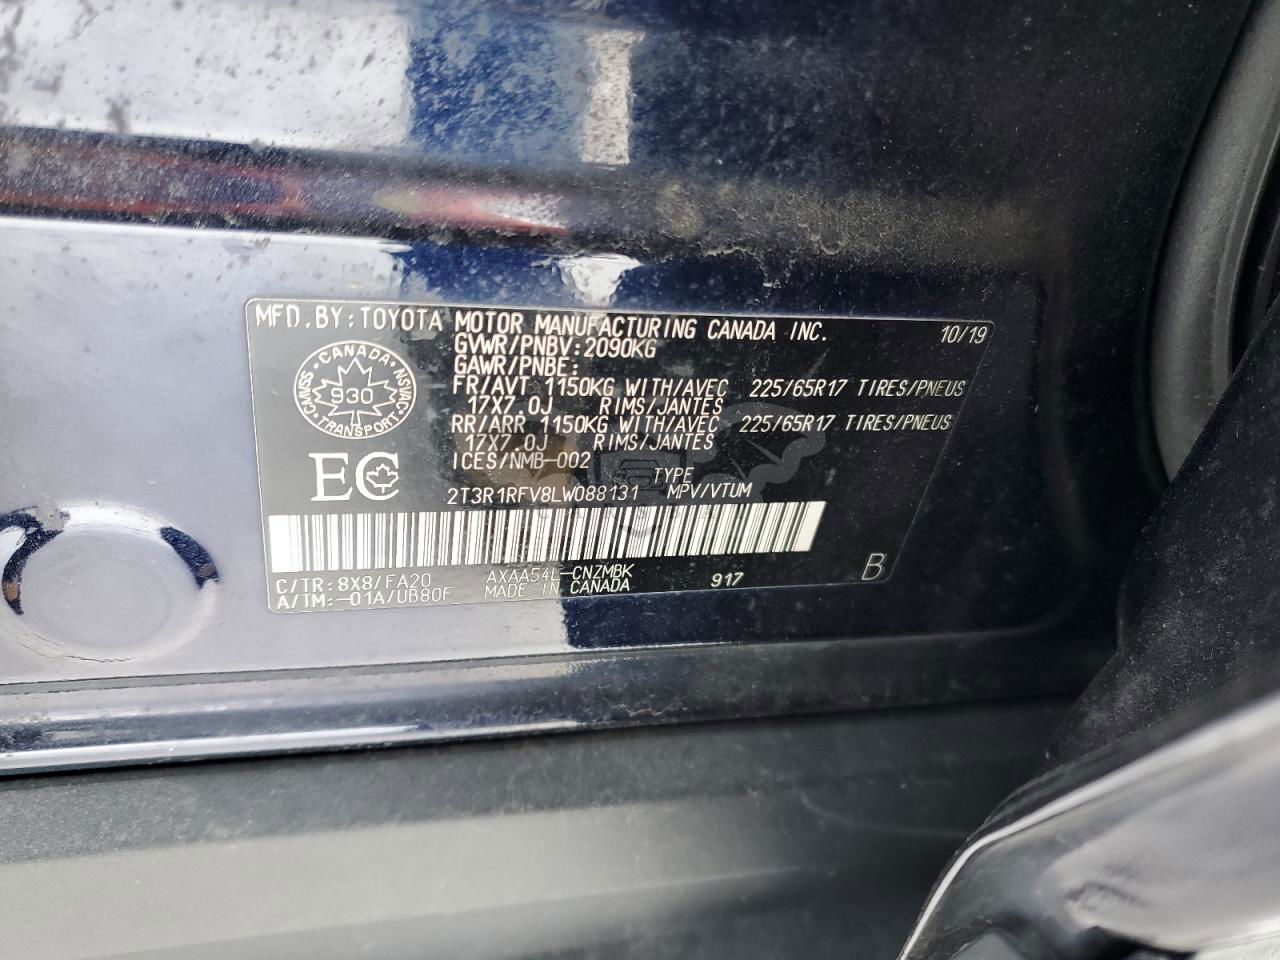 MFD.BY:TOYOTA MOTOR MANUFACTURING CANADA INC. 10/19
GVWR/PNBV:2090KG
GAWR/PNBE:
FR/AVT 1150KG WITH/AVEC 225/65R17 TIRES/PNEUS
17X7.0J RIMS/JANTES
RR/ARR 1150KG WITH/AVEC 225/65R17 TIRES/PNEUS
17X7.0J RIMS/JANTES
ICES/NMB-002
CANADA
CMVSS 930 NSVAC
TRANSPORT
EC
TYPE
2T3R1RFV8LW088131 MPV/VTUM
C/TR:8X8/FA20 AXAA54L-CNZMBK 917 B
A/TM:-01A/UB80F MADE IN CANADA